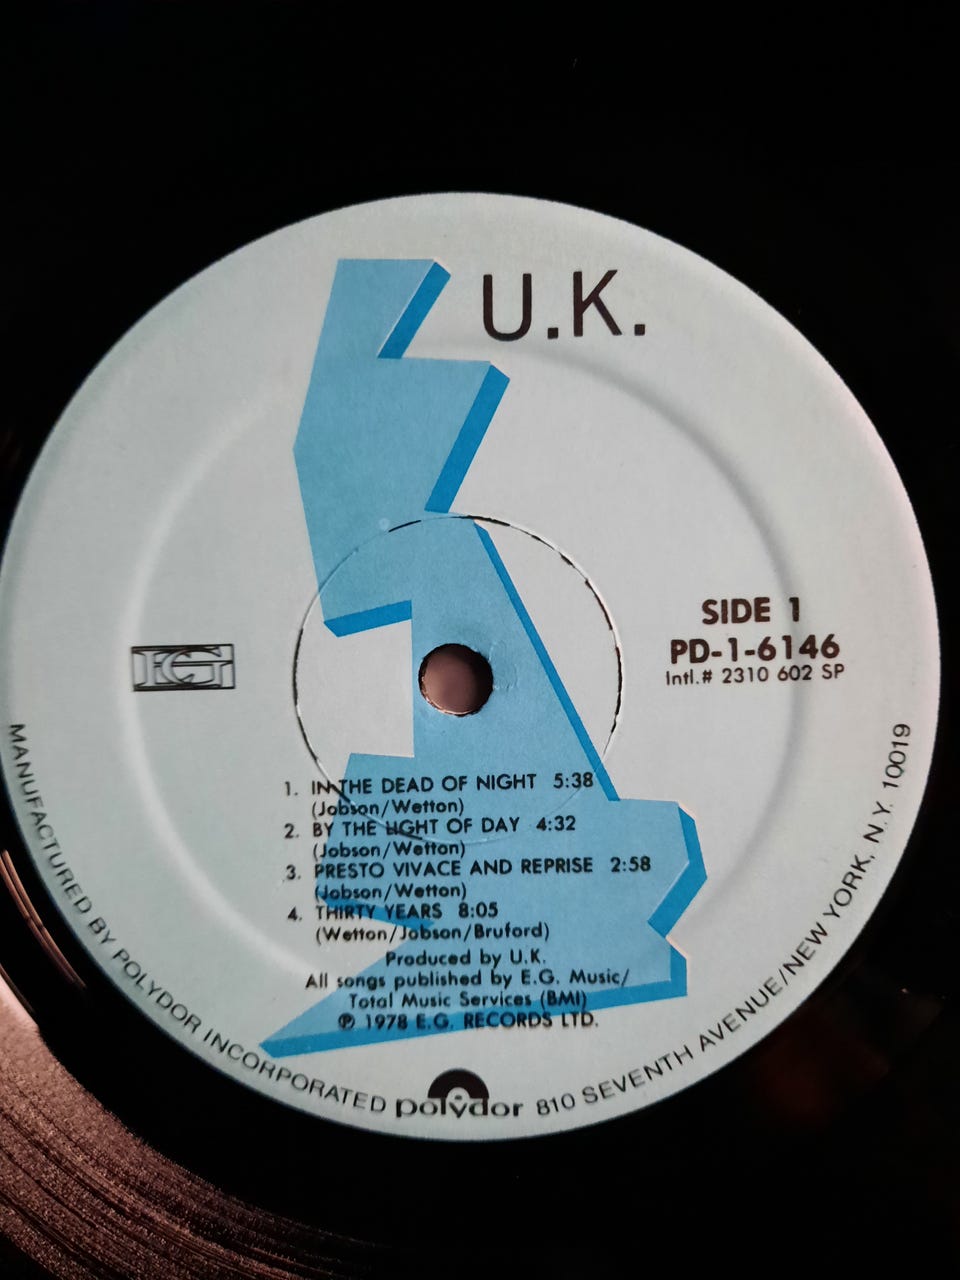 U.K.
SIDE 1
PD-1-6146
Intl.# 2310 602 SP
EG
1. IN THE DEAD OF NIGHT 5:38
(Jobson/Wetton)
2. BY THE LIGHT OF DAY 4:32
(Jobson/Wetton)
3. PRESTO VIVACE AND REPRISE 2:58
(Jobson/Wetton)
4. THIRTY YEARS 8:05
(Wetton/Jobson/Bruford)
Produced by U.K.
All songs published by E.G. Music/
Total Music Services (BMI)
℗ 1978 E.G. RECORDS LTD.
MANUFACTURED BY POLYDOR INCORPORATED polydor 810 SEVENTH AVENUE/NEW YORK, N.Y. 10019